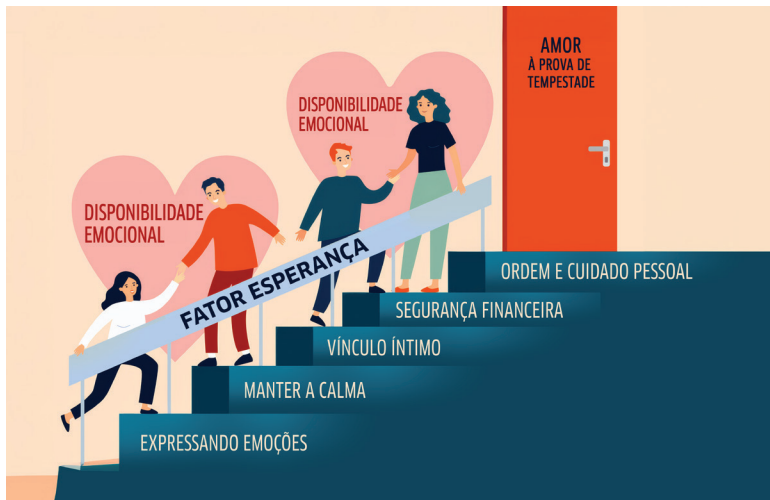 AMOR
À PROVA DE
TEMPESTADE
DISPONIBILIDADE
EMOCIONAL
DISPONIBILIDADE
EMOCIONAL
FATOR ESPERANÇA
ORDEM E CUIDADO PESSOAL
SEGURANÇA FINANCEIRA
VÍNCULO ÍNTIMO
MANTER A CALMA
EXPRESSANDO EMOÇÕES